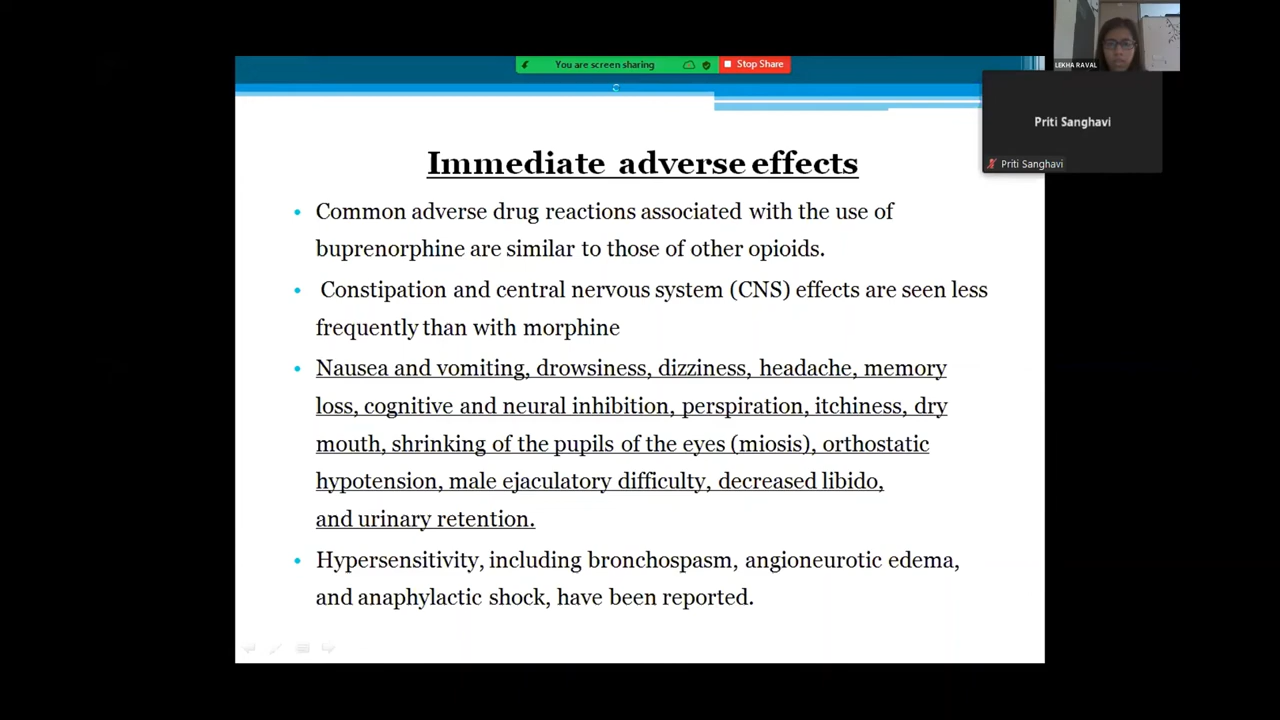 You are screen sharing
Stop Share
LEKHA RAVAL
Priti Sanghavi
Priti Sanghavi
Immediate adverse effects
• Common adverse drug reactions associated with the use of
buprenorphine are similar to those of other opioids.
• Constipation and central nervous system (CNS) effects are seen less
frequently than with morphine
• Nausea and vomiting, drowsiness, dizziness, headache, memory
loss, cognitive and neural inhibition, perspiration, itchiness, dry
mouth, shrinking of the pupils of the eyes (miosis), orthostatic
hypotension, male ejaculatory difficulty, decreased libido,
and urinary retention.
• Hypersensitivity, including bronchospasm, angioneurotic edema,
and anaphylactic shock, have been reported.